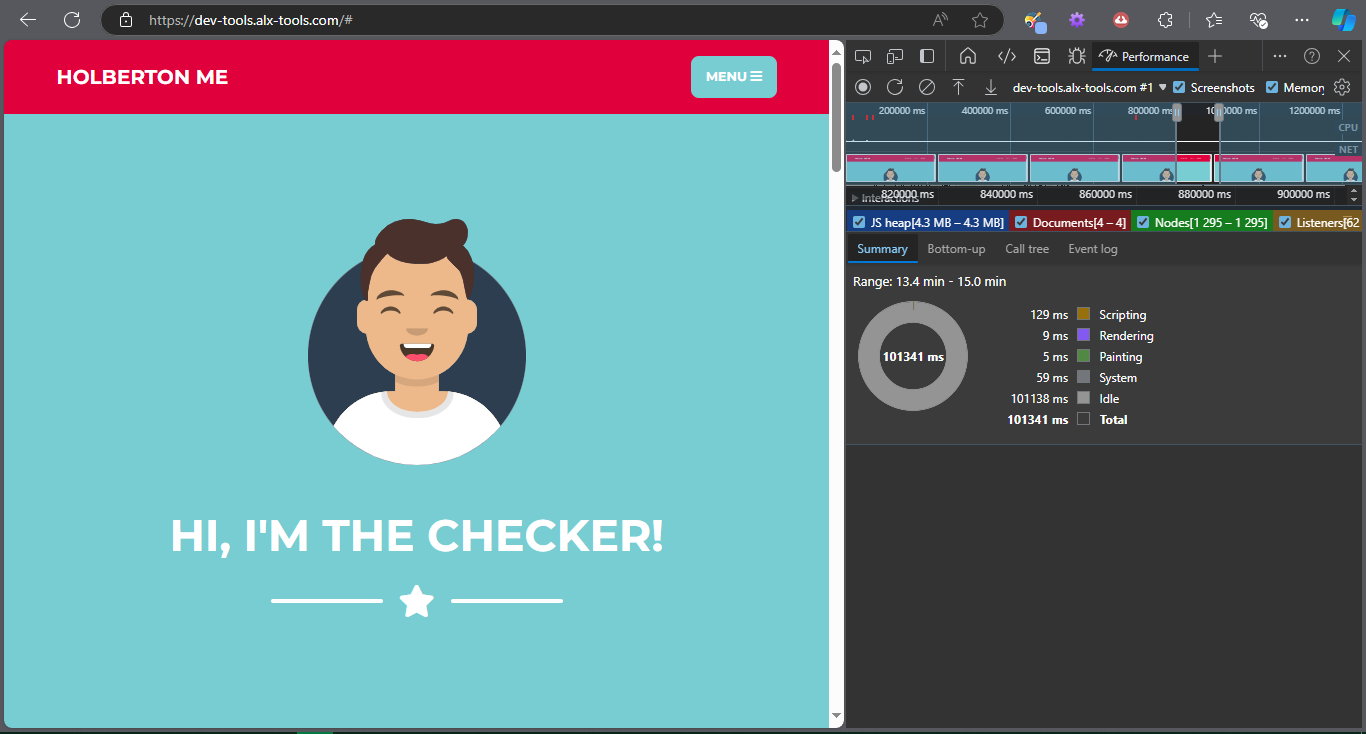 https://dev-tools.alx-tools.com/#
HOLBERTON ME
MENU
HI, I'M THE CHECKER!
Performance
dev-tools.alx-tools.com #1
Screenshots
Memory
200000 ms 400000 ms 600000 ms 800000 ms 1000000 ms 1200000 ms
CPU
NET
820000 ms 840000 ms 860000 ms 880000 ms 900000 ms
Interactions
JS heap[4.3 MB – 4.3 MB] Documents[4 – 4] Nodes[1 295 – 1 295] Listeners[62
Summary Bottom-up Call tree Event log
Range: 13.4 min - 15.0 min
101341 ms
129 ms Scripting
9 ms Rendering
5 ms Painting
59 ms System
101138 ms Idle
101341 ms Total